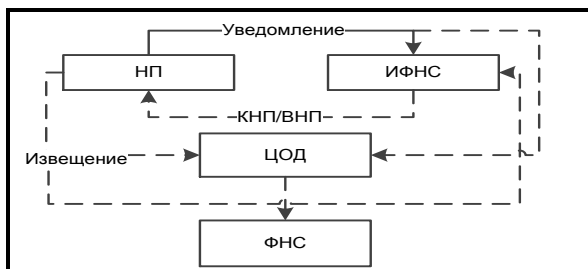 Уведомление
НП
ИФНС
КНП/ВНП
ЦОД
Извещение
ФНС